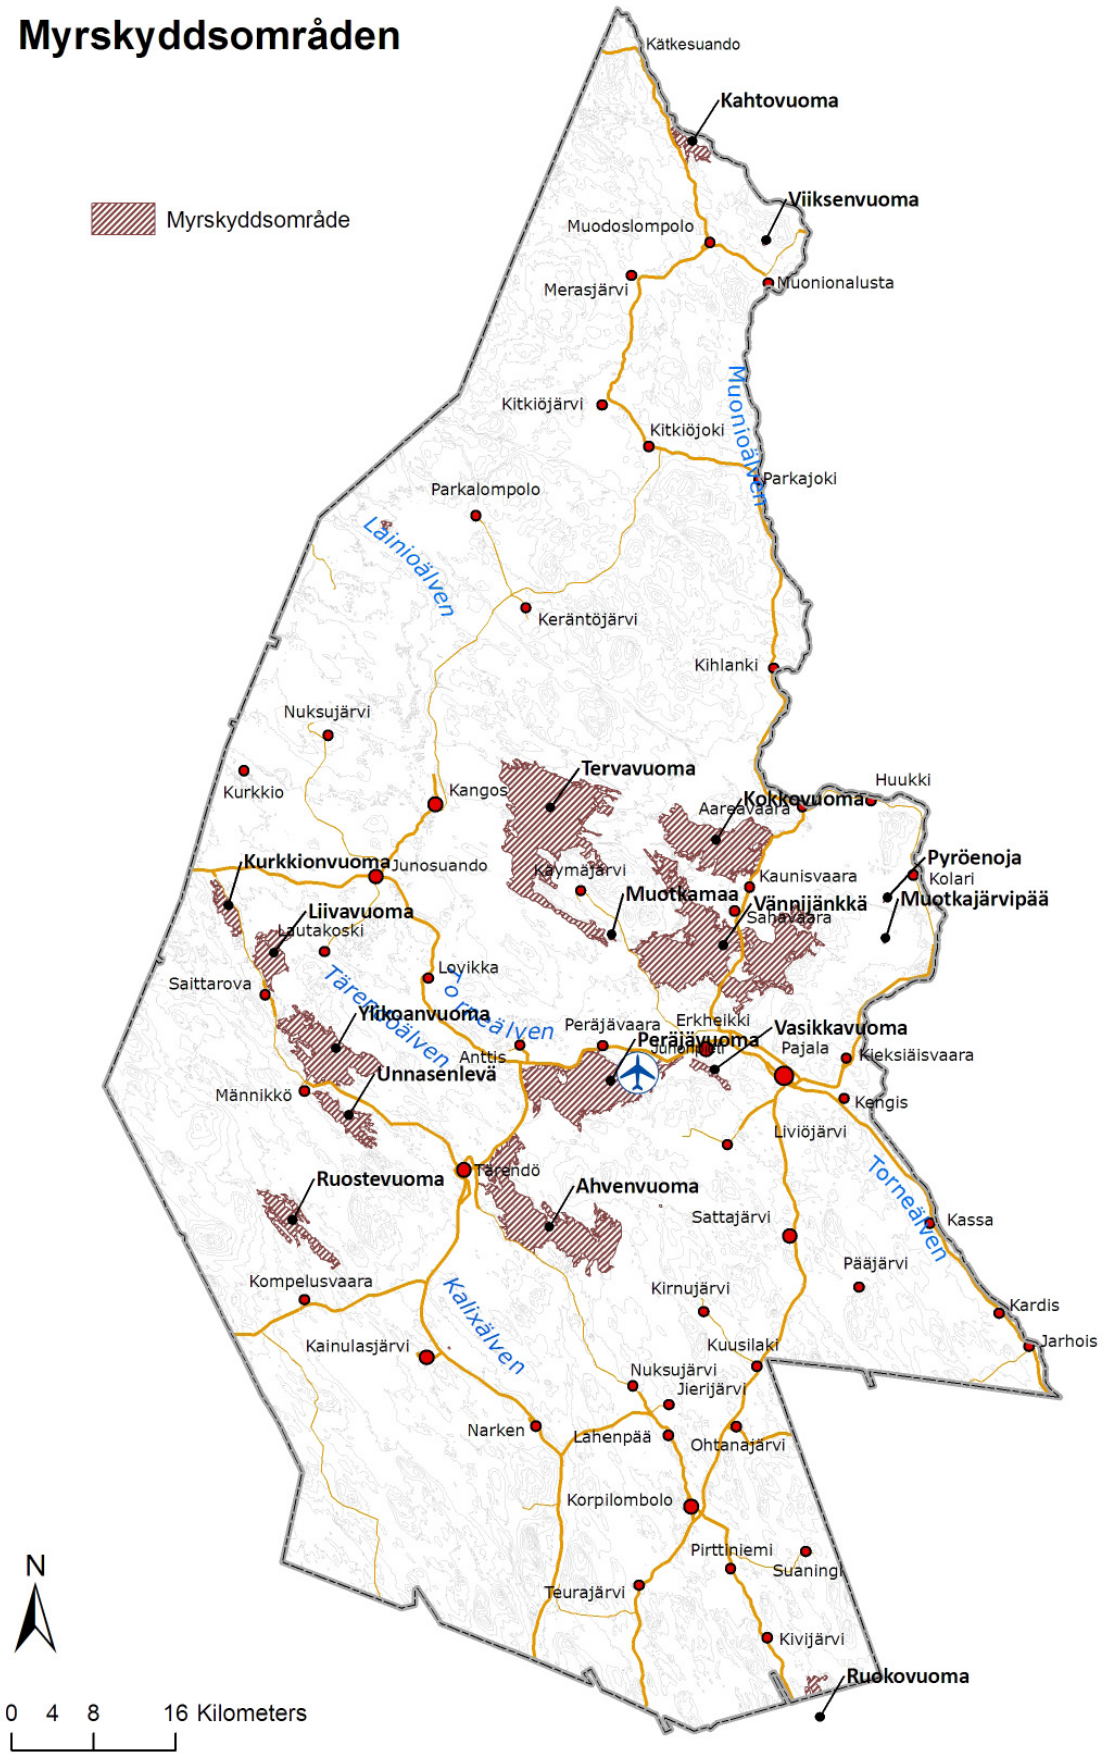 Myrskyddsområden
Kätkesuando
Kahtovuoma
Viiksenvuoma
Myrskyddsområde
Muodoslompolo
Merasjärvi
Muonionalusta
Muonioälven
Kitkiöjärvi
Kitkiöjoki
Parkajoki
Parkalompolo
Lainioälven
Keräntöjärvi
Kihlanki
Nuksujärvi
Kurkkio
Kangos
Tervavuoma
Huukki
Kokkovuoma
Aareavaara
Kurkkionvuoma
Junosuando
Käymäjärvi
Kaunisvaara
Pyröenoja
Kolari
Muotkamaa
Vännijänkkä
Muotkajärvipää
Sahavaara
Liivavuoma
Lautakoski
Saittarova
Lovikka
Tärendöälven
Torneälven
Ylikoanvuoma
Peräjävaara
Erkheikki
Vasikkavuoma
Peräjävuoma
Junonpieli
Pajala
Kieksiäisvaara
Anttis
Unnasenlevä
Männikkö
Kengis
Liviöjärvi
Tärendö
Ruostevuoma
Ahvenvuoma
Torneälven
Sattajärvi
Kassa
Pääjärvi
Kompelusvaara
Kirnujärvi
Kalixälven
Kardis
Kainulasjärvi
Kuusilaki
Jarhois
Nuksujärvi
Jierijärvi
Narken
Lahenpää
Ohtanajärvi
Korpilombolo
Pirttiniemi
Suaningi
Teurajärvi
N
Kivijärvi
Ruokovuoma
0 4 8 16 Kilometers